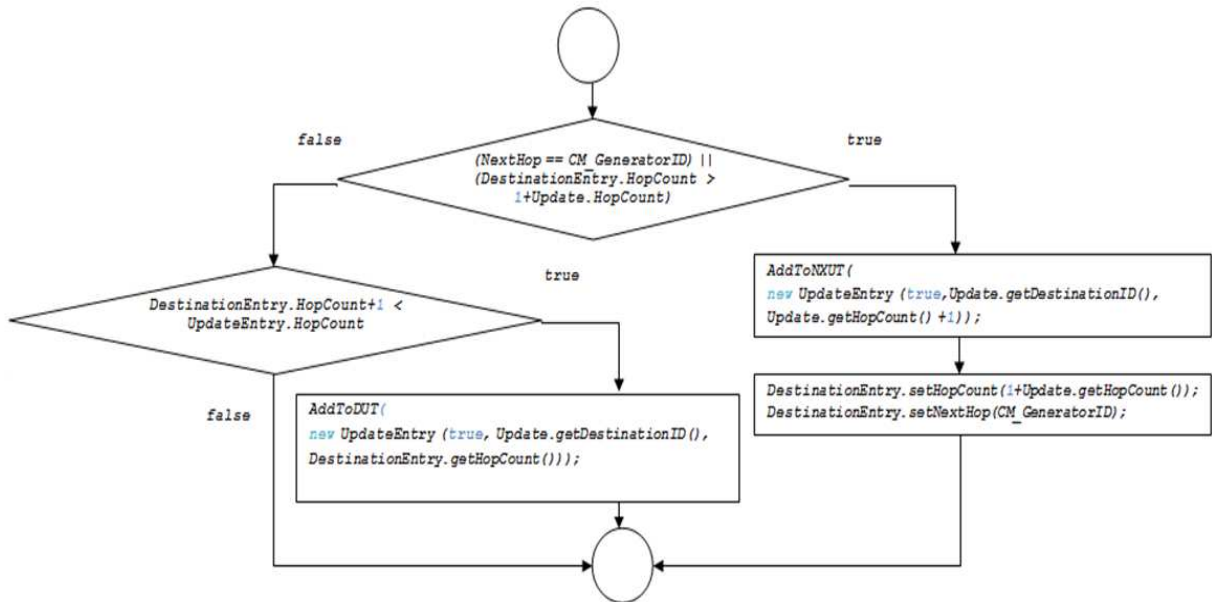 false
true
(NextHop == CM_GeneratorID) ||
(DestinationEntry.HopCount >
1+Update.HopCount)
true
DestinationEntry.HopCount+1 <
UpdateEntry.HopCount
AddToNXUT(
new UpdateEntry (true,Update.getDestinationID(),
Update.getHopCount() +1));
DestinationEntry.setHopCount(1+Update.getHopCount());
DestinationEntry.setNextHop(CM_GeneratorID);
false
AddToDUT(
new UpdateEntry (true, Update.getDestinationID(),
DestinationEntry.getHopCount()));